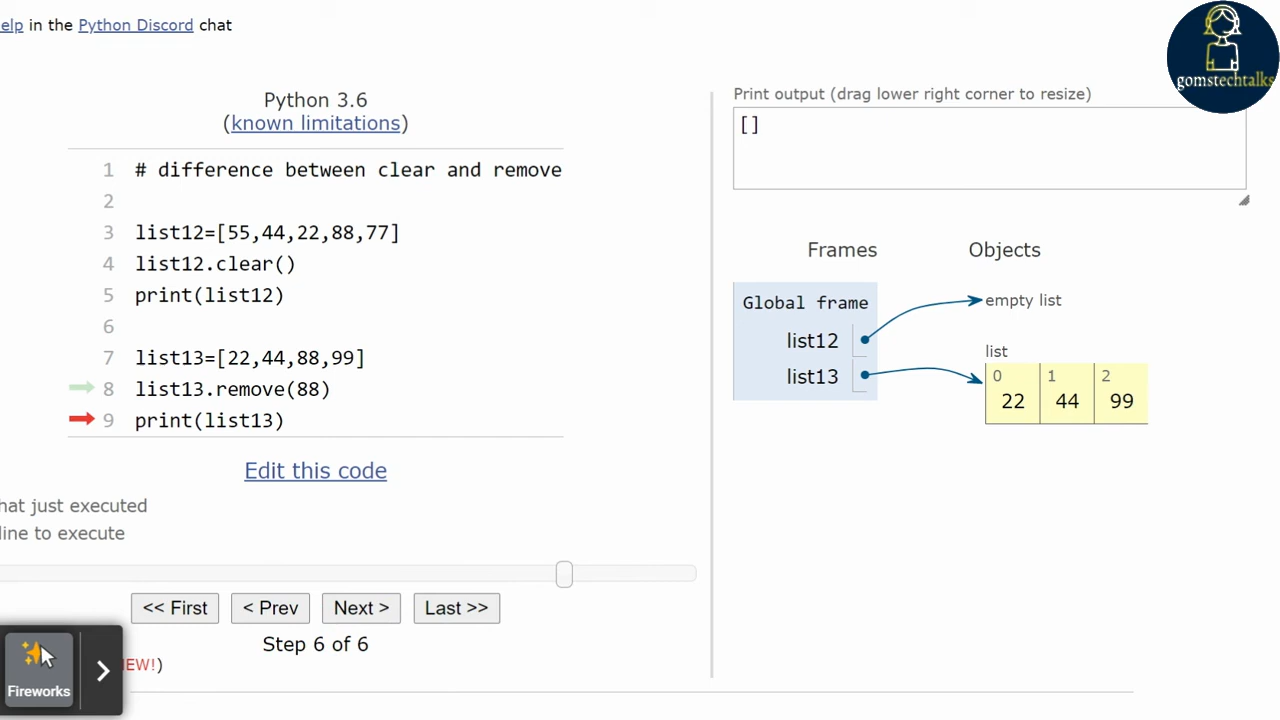 elp in the Python Discord chat
gomstechtalks
Python 3.6
(known limitations)
1 # difference between clear and remove
2
3 list12=[55,44,22,88,77]
4 list12.clear()
5 print(list12)
6
7 list13=[22,44,88,99]
8 list13.remove(88)
9 print(list13)
Edit this code
hat just executed
line to execute
<< First < Prev Next > Last >>
Step 6 of 6
EW!)
Fireworks
Print output (drag lower right corner to resize)
[]
Frames Objects
Global frame
list12
list13
empty list
list
0 1 2
22 44 99